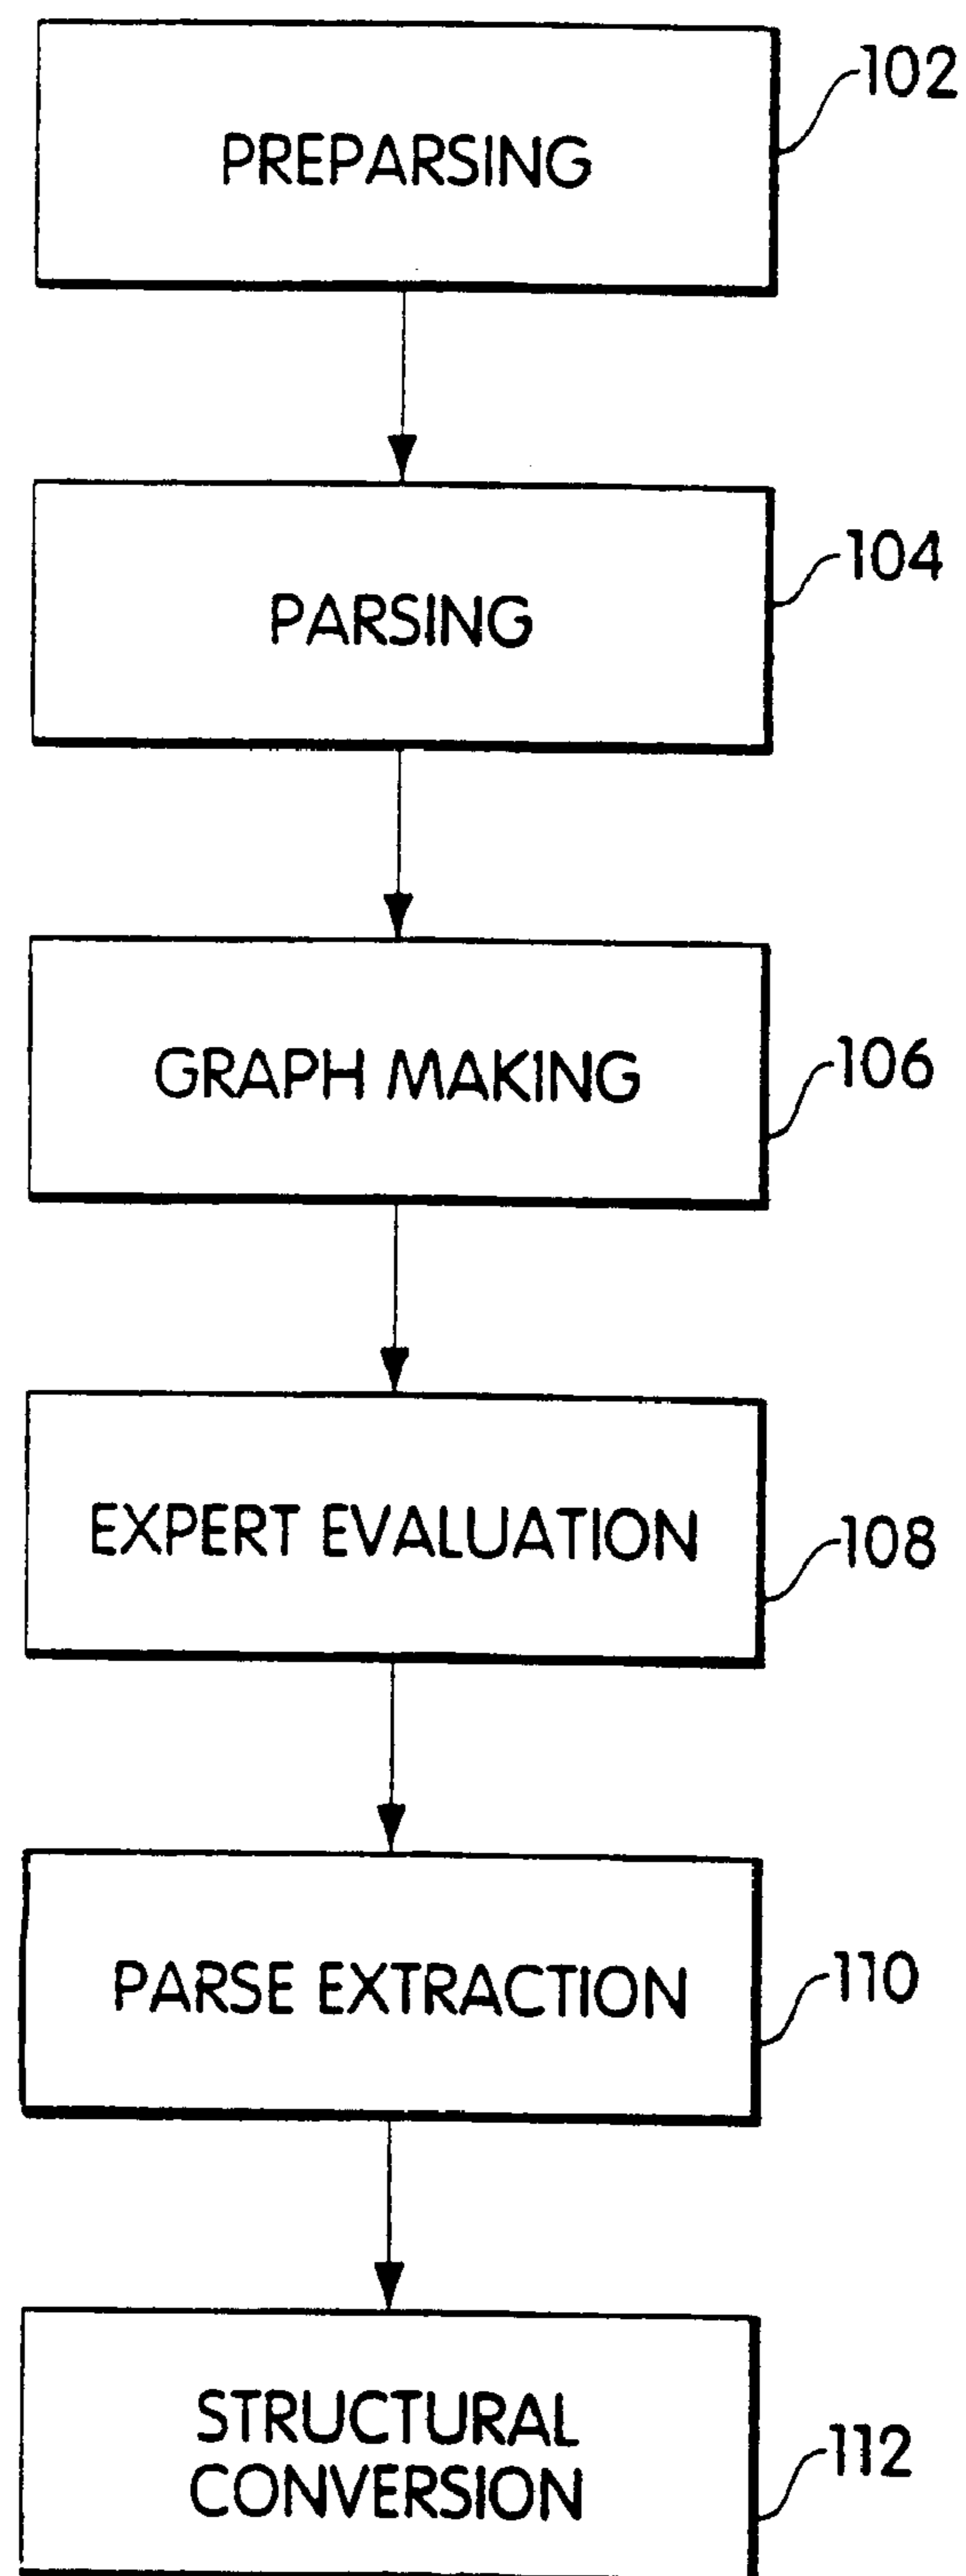 PREPARSING
102
PARSING
104
GRAPH MAKING
106
EXPERT EVALUATION
108
PARSE EXTRACTION
110
STRUCTURAL
CONVERSION
112